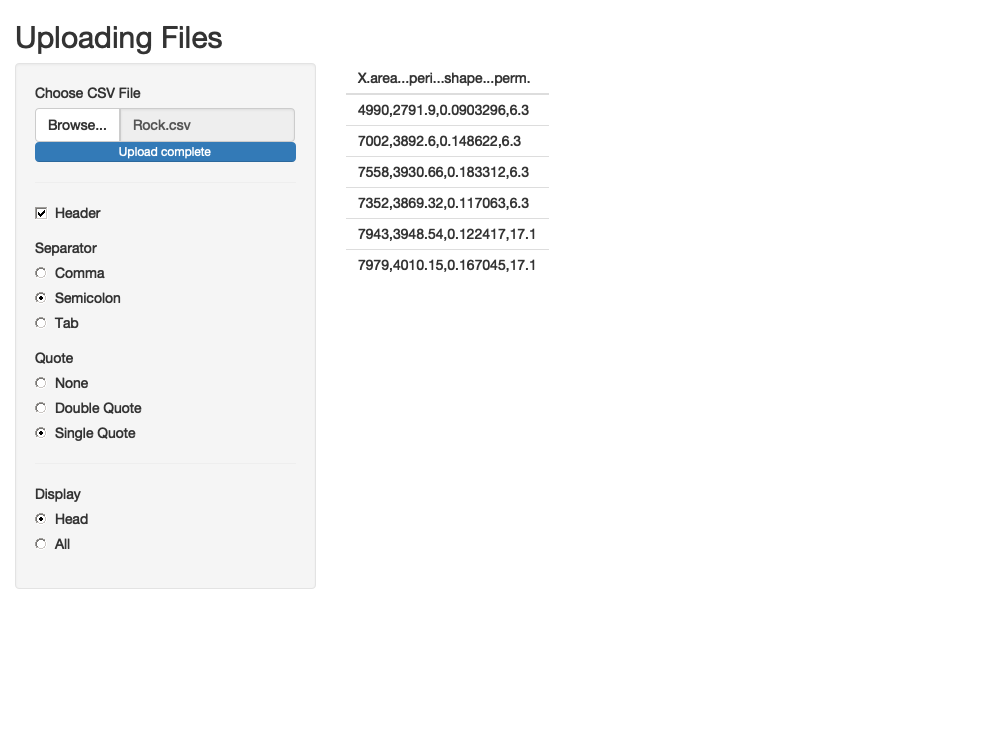 Uploading Files
Choose CSV File
Browse... Rock.csv
Upload complete
Header
Separator
Comma
Semicolon
Tab
Quote
None
Double Quote
Single Quote
Display
Head
All
X.area...peri...shape...perm.
4990,2791.9,0.0903296,6.3
7002,3892.6,0.148622,6.3
7558,3930.66,0.183312,6.3
7352,3869.32,0.117063,6.3
7943,3948.54,0.122417,17.1
7979,4010.15,0.167045,17.1